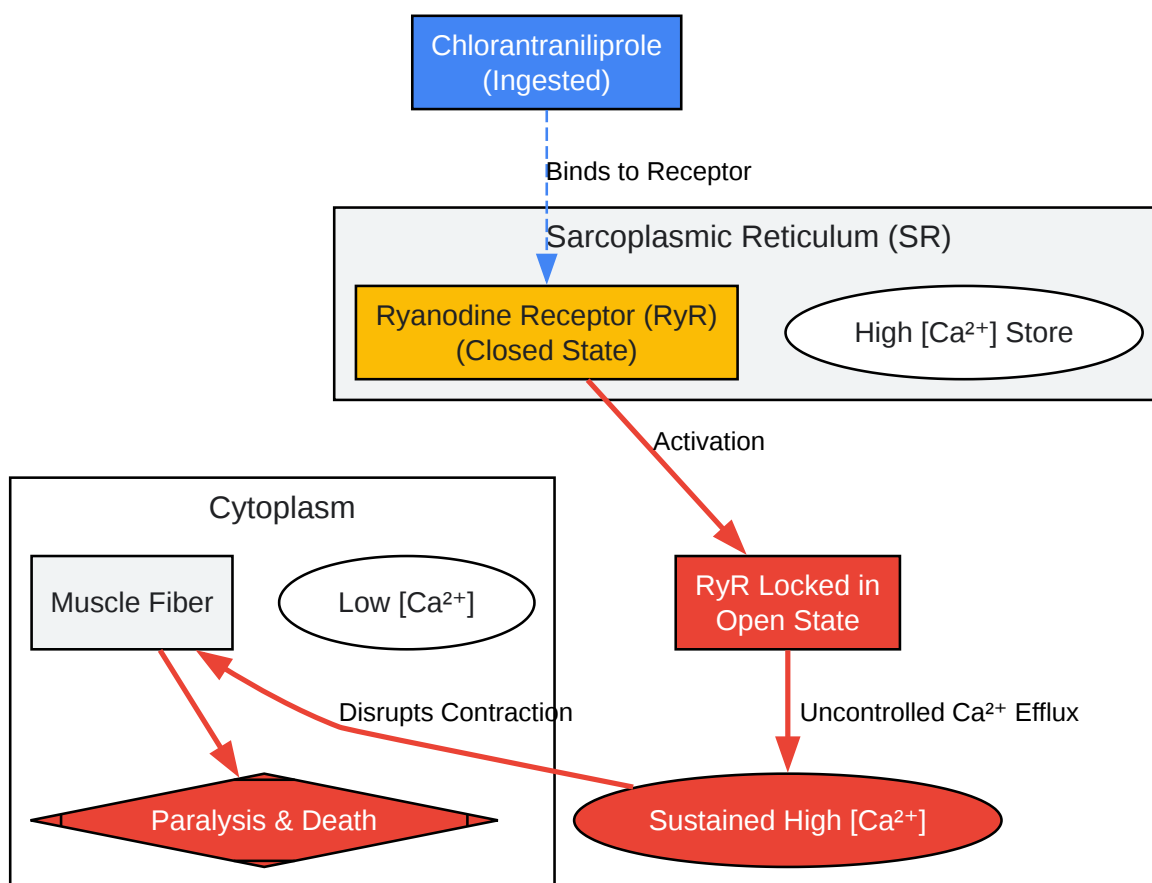 Chlorantraniliprole
(Ingested)
Binds to Receptor
Sarcoplasmic Reticulum (SR)
Ryanodine Receptor (RyR)
(Closed State)
High [Ca²⁺] Store
Activation
Cytoplasm
Muscle Fiber
Low [Ca²⁺]
RyR Locked in
Open State
Disrupts Contraction
Uncontrolled Ca²⁺ Efflux
Paralysis & Death
Sustained High [Ca²⁺]